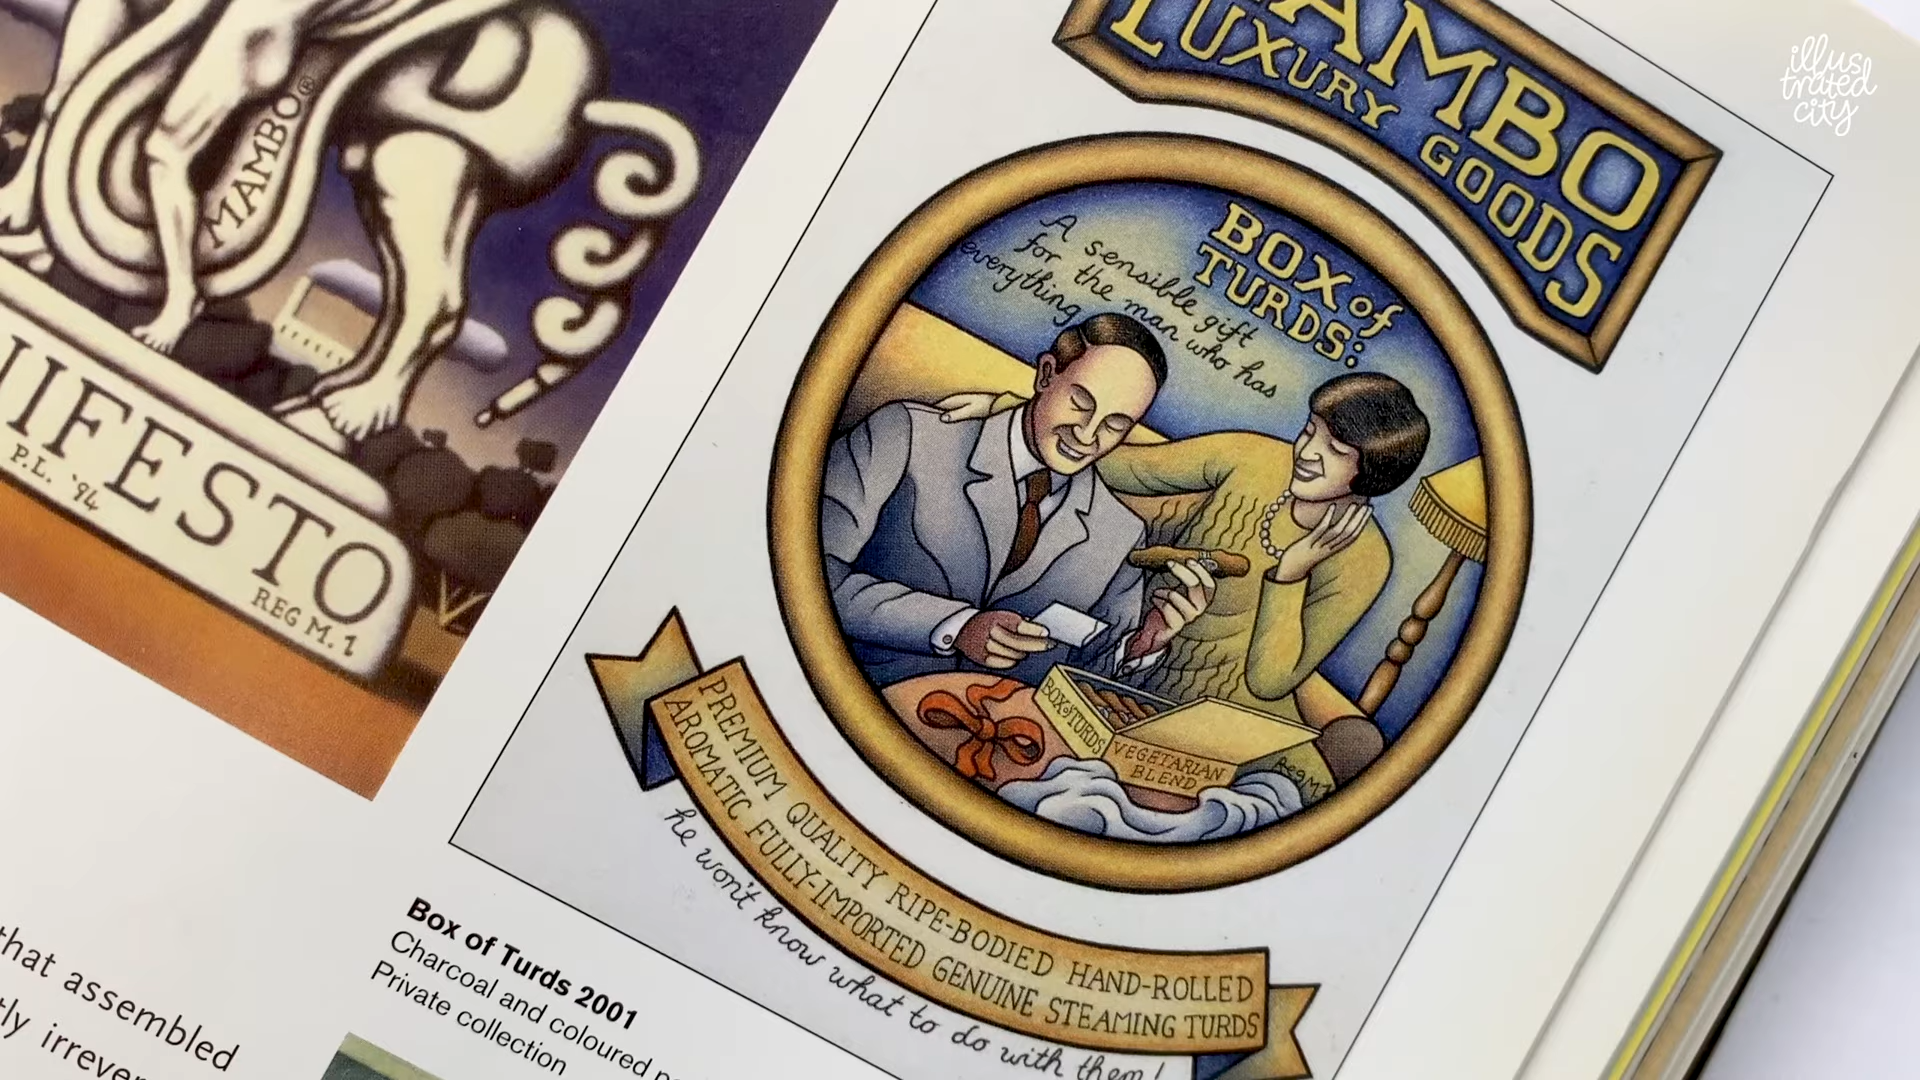 MAMBO®
IFESTO
P.L. '94
REG M. 1
that assembled
Box of Turds 2001
Charcoal and coloured
Private collection
MAMBO
LUXURY GOODS
BOX of
TURDS:
A sensible gift
for the man who has
everything
BOX OF TURDS
VEGETARIAN
BLEND
Reg M1
PREMIUM QUALITY RIPE-BODIED HAND-ROLLED
AROMATIC FULLY-IMPORTED GENUINE STEAMING TURDS
he won't know what to do with them!
illus
trated
city